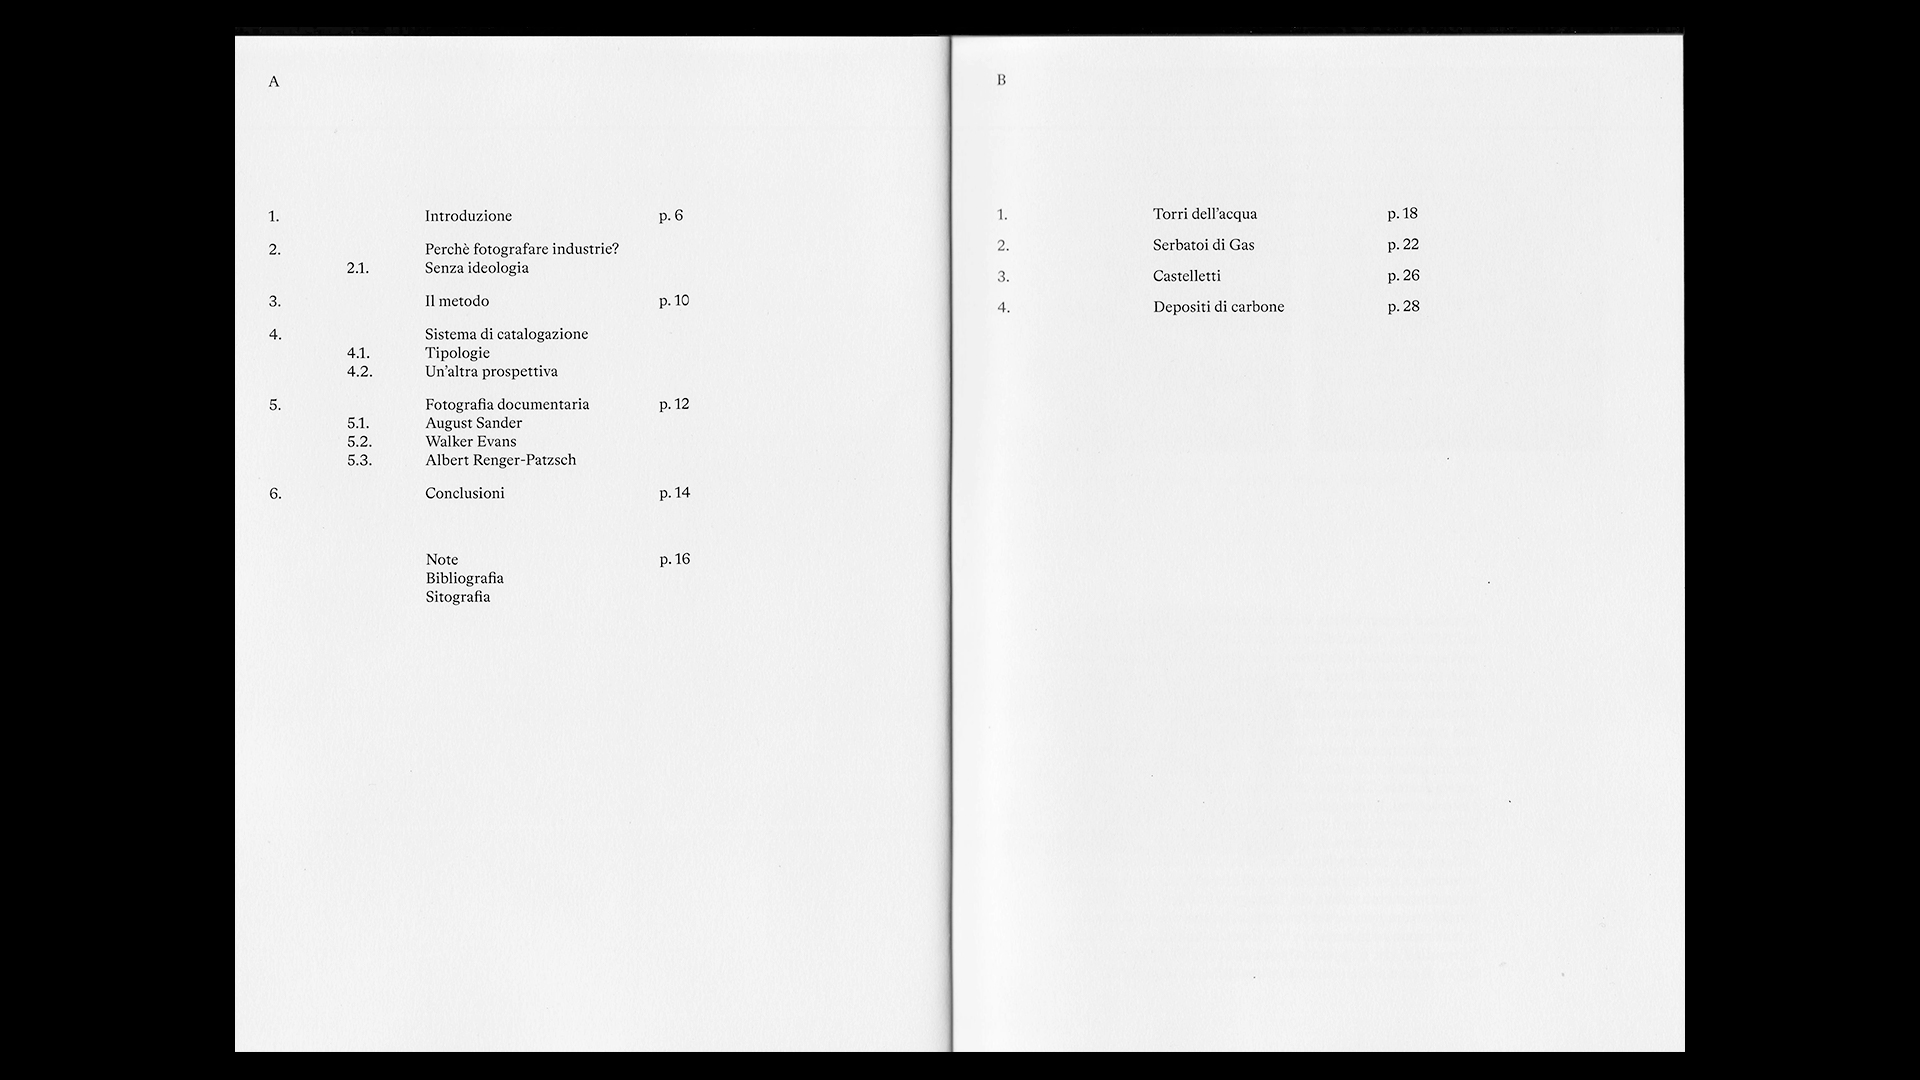 A
1. Introduzione p. 6
2. Perchè fotografare industrie?
2.1. Senza ideologia
3. Il metodo p. 10
4. Sistema di catalogazione
4.1. Tipologie
4.2. Un’altra prospettiva
5. Fotografia documentaria p. 12
5.1. August Sander
5.2. Walker Evans
5.3. Albert Renger-Patzsch
6. Conclusioni p. 14
Note p. 16
Bibliografia
Sitografia
B
1. Torri dell’acqua p. 18
2. Serbatoi di Gas p. 22
3. Castelletti p. 26
4. Depositi di carbone p. 28